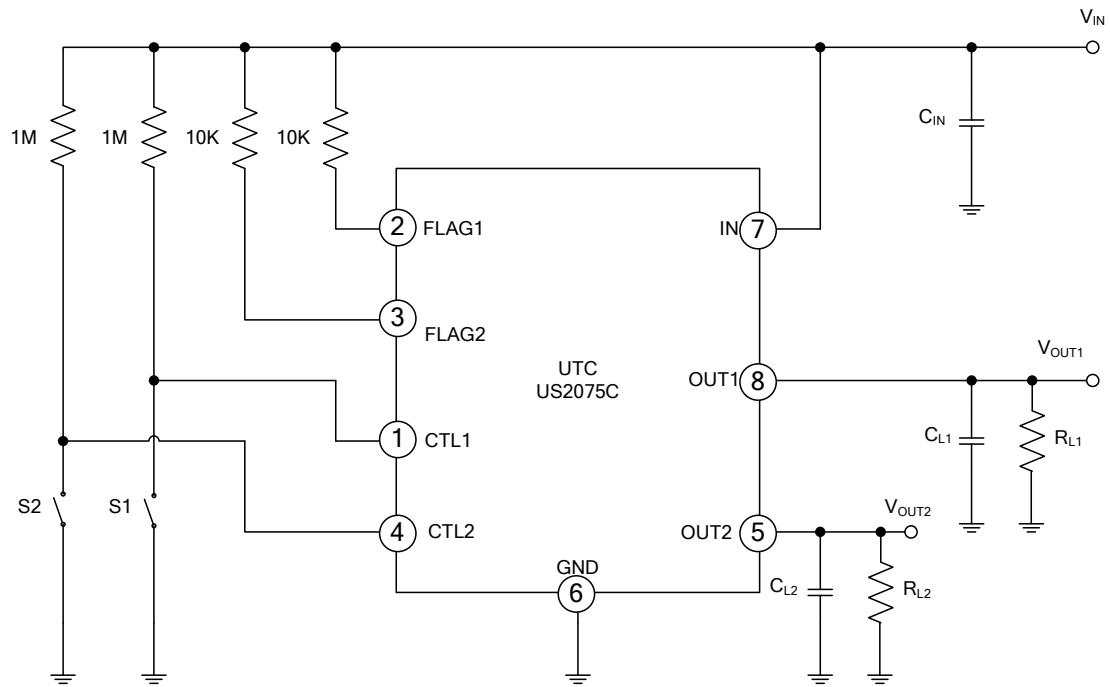 V_IN
1M 1M 10K 10K
C_IN
2 FLAG1
IN 7
3 FLAG2
V_OUT1
UTC
US2075C
OUT1 8
C_L1 R_L1
1 CTL1
S2 S1
V_OUT2
4 CTL2
OUT2 5
GND
6
C_L2 R_L2